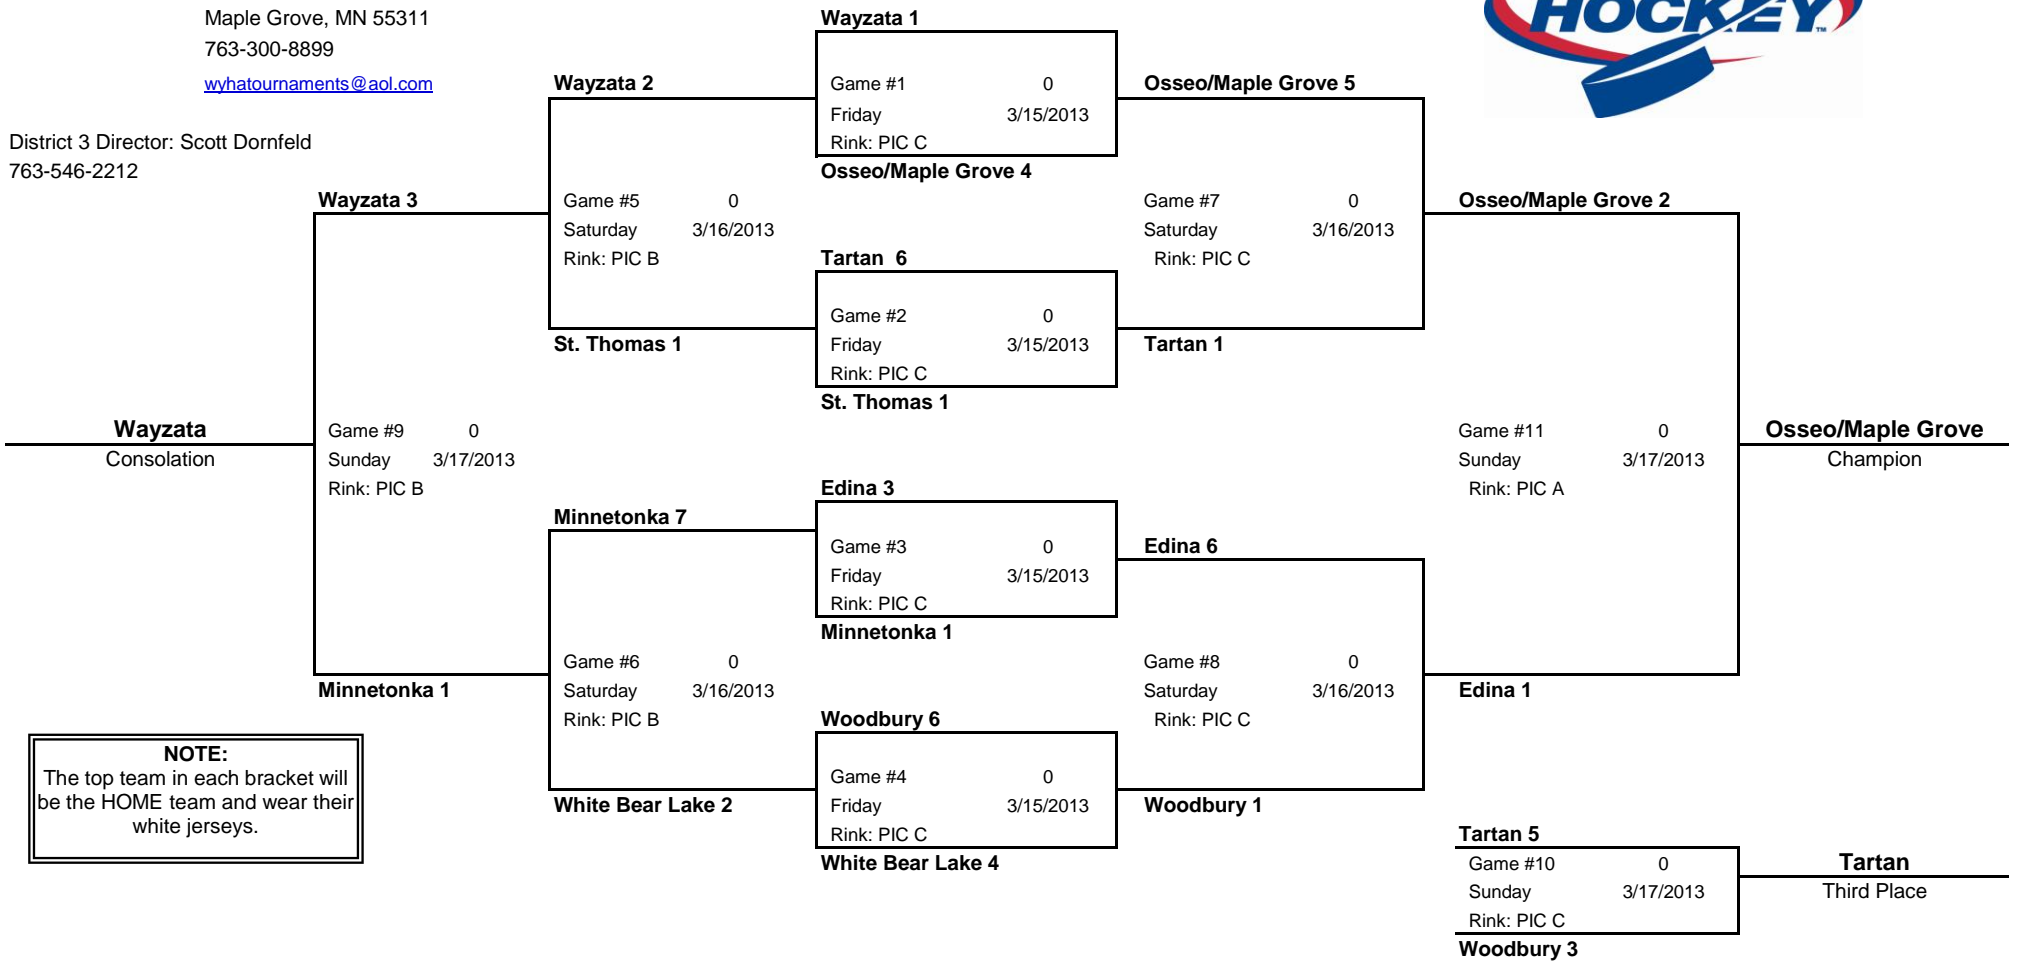 Maple Grove, MN 55311
763-300-8899
wyhatournaments@aol.com
District 3 Director: Scott Dornfeld
763-546-2212
HOCKEY
TM
Wayzata 1
Game #1 0
Friday 3/15/2013
Rink: PIC C
Osseo/Maple Grove 4
Wayzata 2
Osseo/Maple Grove 5
Wayzata 3
Game #5 0
Saturday 3/16/2013
Rink: PIC B
Game #7 0
Saturday 3/16/2013
Rink: PIC C
Osseo/Maple Grove 2
Tartan 6
Game #2 0
Friday 3/15/2013
Rink: PIC C
St. Thomas 1
St. Thomas 1
Tartan 1
Wayzata
Consolation
Game #9 0
Sunday 3/17/2013
Rink: PIC B
Game #11 0
Sunday 3/17/2013
Rink: PIC A
Osseo/Maple Grove
Champion
Edina 3
Game #3 0
Friday 3/15/2013
Rink: PIC C
Minnetonka 1
Minnetonka 7
Edina 6
Minnetonka 1
Game #6 0
Saturday 3/16/2013
Rink: PIC B
Game #8 0
Saturday 3/16/2013
Rink: PIC C
Edina 1
Woodbury 6
Game #4 0
Friday 3/15/2013
Rink: PIC C
White Bear Lake 4
White Bear Lake 2
Woodbury 1
NOTE:
The top team in each bracket will
be the HOME team and wear their
white jerseys.
Tartan 5
Game #10 0
Sunday 3/17/2013
Rink: PIC C
Woodbury 3
Tartan
Third Place